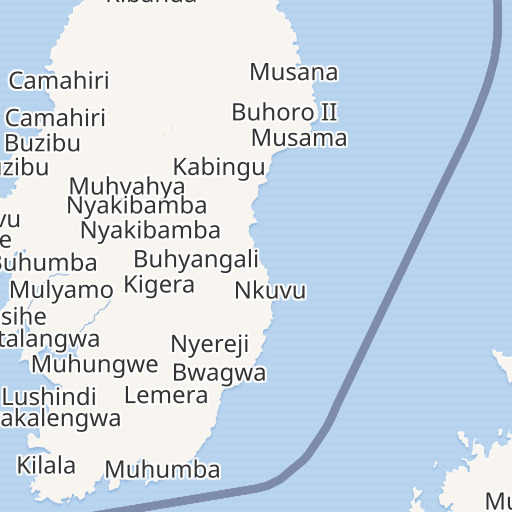 Musana
Camahiri
Buhoro II
Camahiri
Musama
Buzibu
Kabingu
Muhvahya
Nyakibamba
Nyakibamba
Buhyangali
Kigera
Mulyamo
Nkuvu
Nyereji
Muhungwe
Bwagwa
Lushindi
Lemera
Kilala
Muhumba